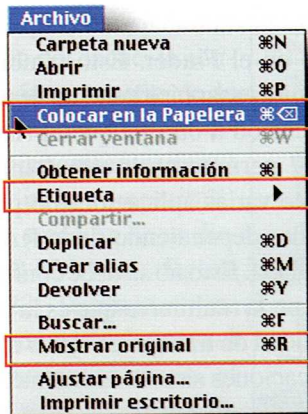 Archivo
Carpeta nueva ⌘N
Abrir ⌘O
Imprimir ⌘P
Colocar en la Papelera ⌘⌫
Cerrar ventana ⌘W
Obtener información ⌘I
Etiqueta ▶
Compartir...
Duplicar ⌘D
Crear alias ⌘M
Devolver ⌘Y
Buscar... ⌘F
Mostrar original ⌘R
Ajustar página...
Imprimir escritorio...